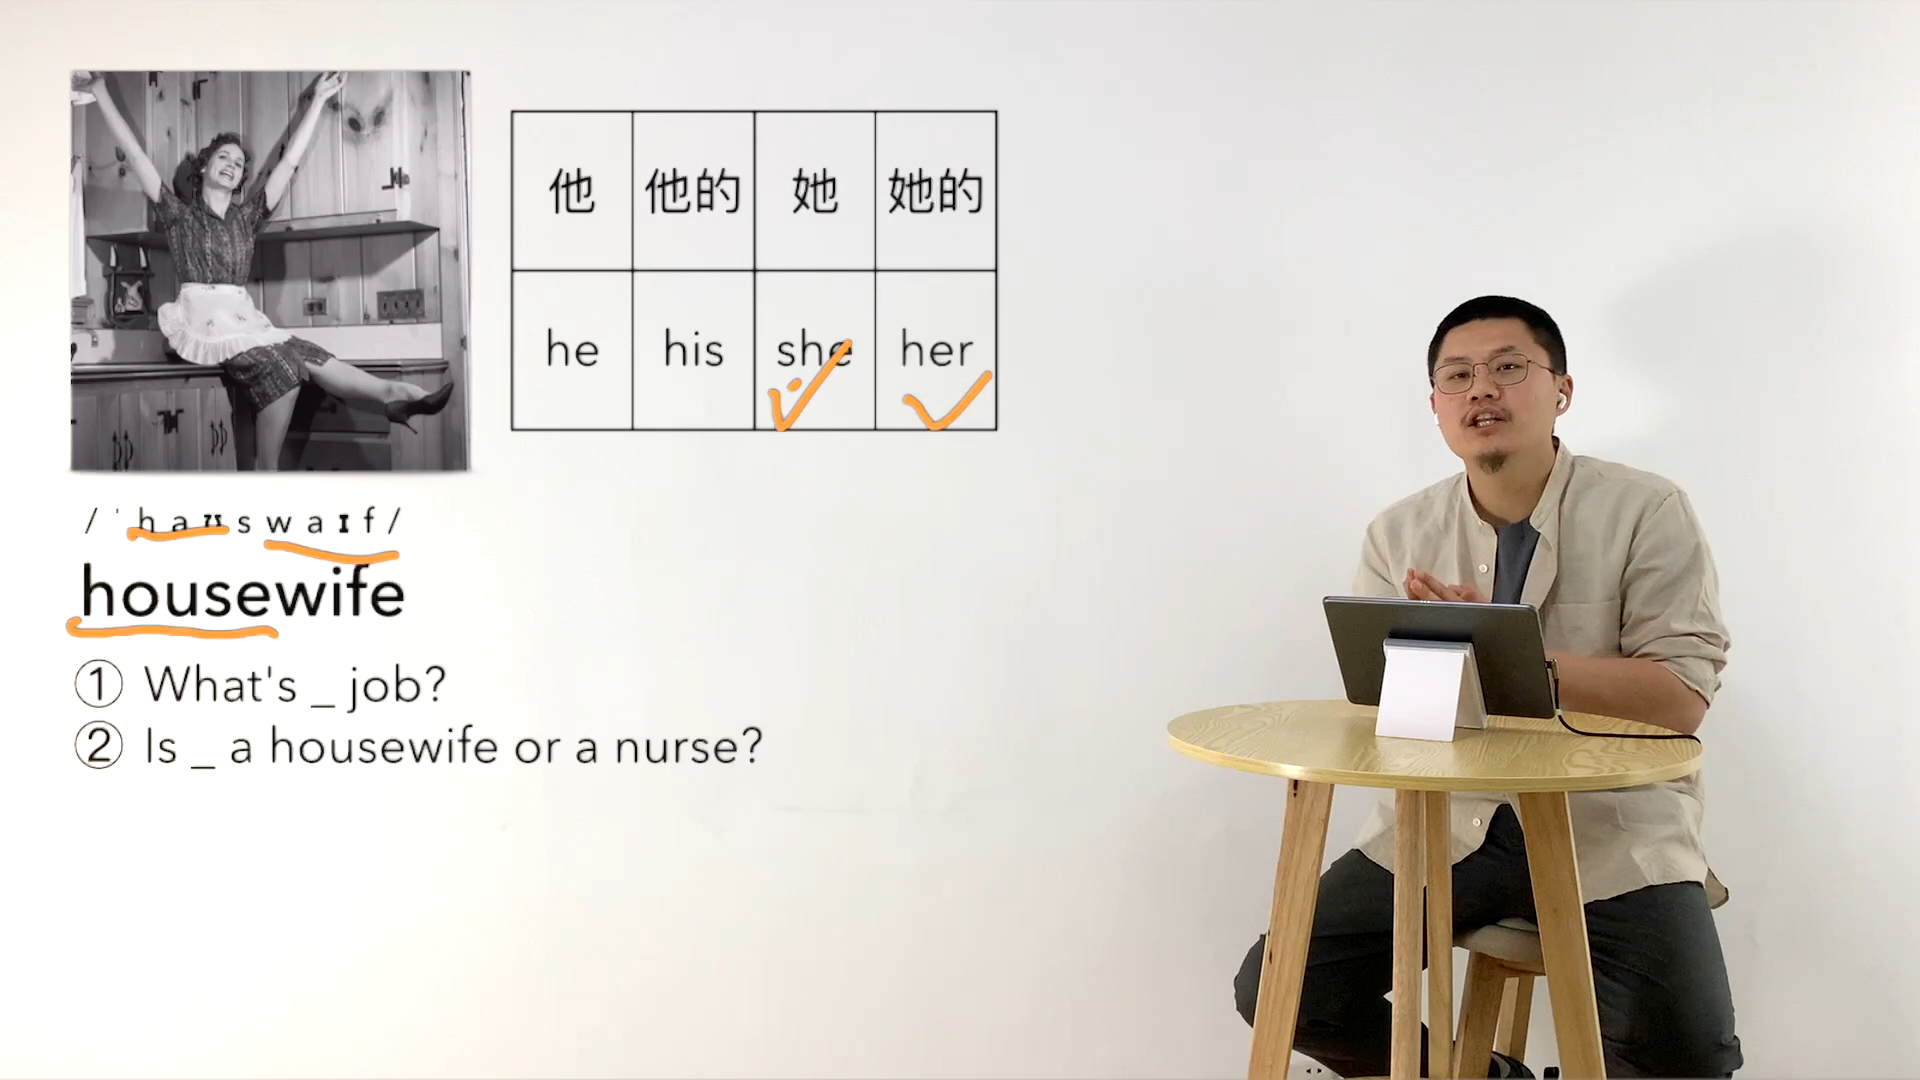 他 他的 她 她的
he his she her
/ˈhaʊswaɪf/
housewife
① What's _ job?
② Is _ a housewife or a nurse?